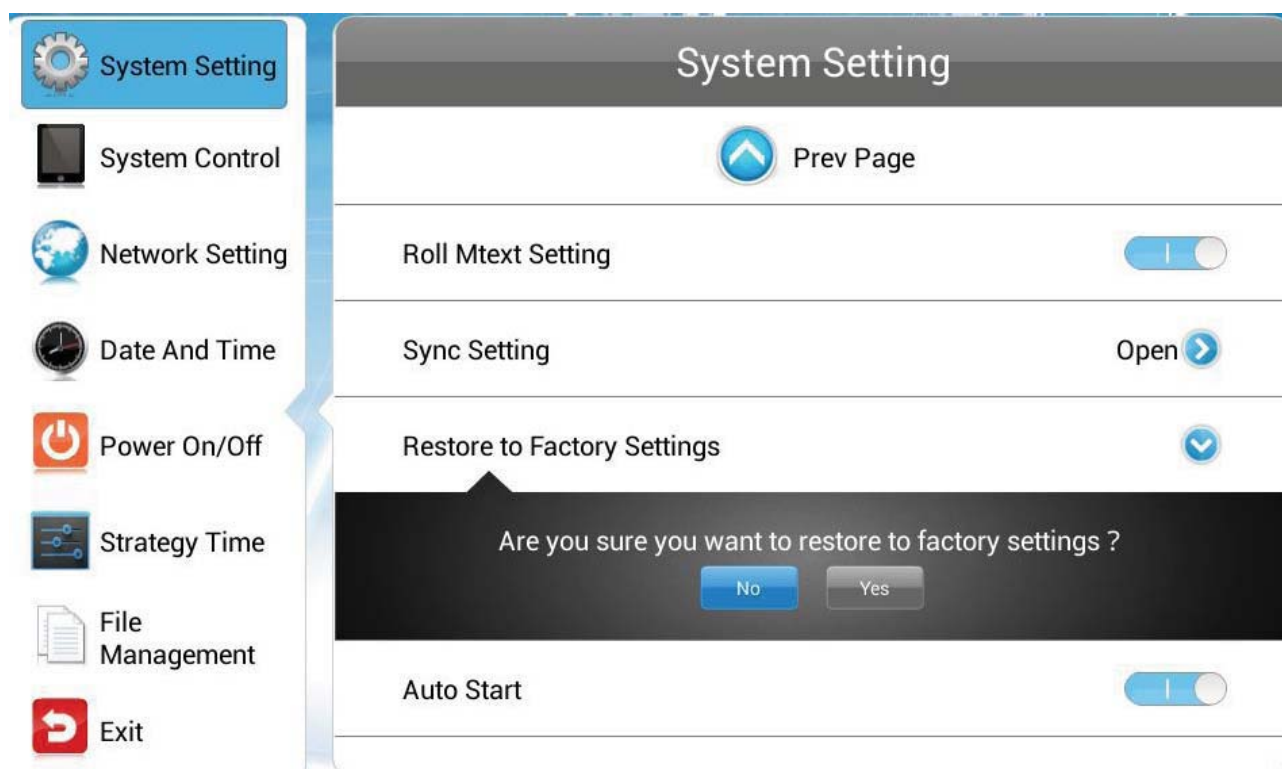 System Setting
System Control
Network Setting
Date And Time
Power On/Off
Strategy Time
File
Management
Exit
System Setting
Prev Page
Roll Mtext Setting
Sync Setting
Open
Restore to Factory Settings
Are you sure you want to restore to factory settings ?
No
Yes
Auto Start